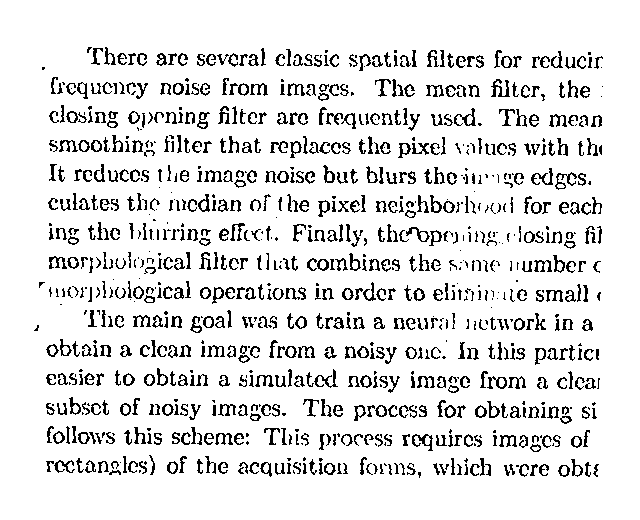 There are several classic spatial filters for reducin
frequency noise from images. The mean filter, the
closing opening filter are frequently used. The mean
smoothing filter that replaces the pixel values with the
It reduces the image noise but blurs the image edges.
culates the median of the pixel neighborhood for each
ing the blurring effect. Finally, the opening closing fil
morphological filter that combines the same number o
morphological operations in order to eliminate small
The main goal was to train a neural network in a
obtain a clean image from a noisy one. In this partic
easier to obtain a simulated noisy image from a clea
subset of noisy images. The process for obtaining si
follows this scheme: This process requires images of
rectangles) of the acquisition forms, which were obt